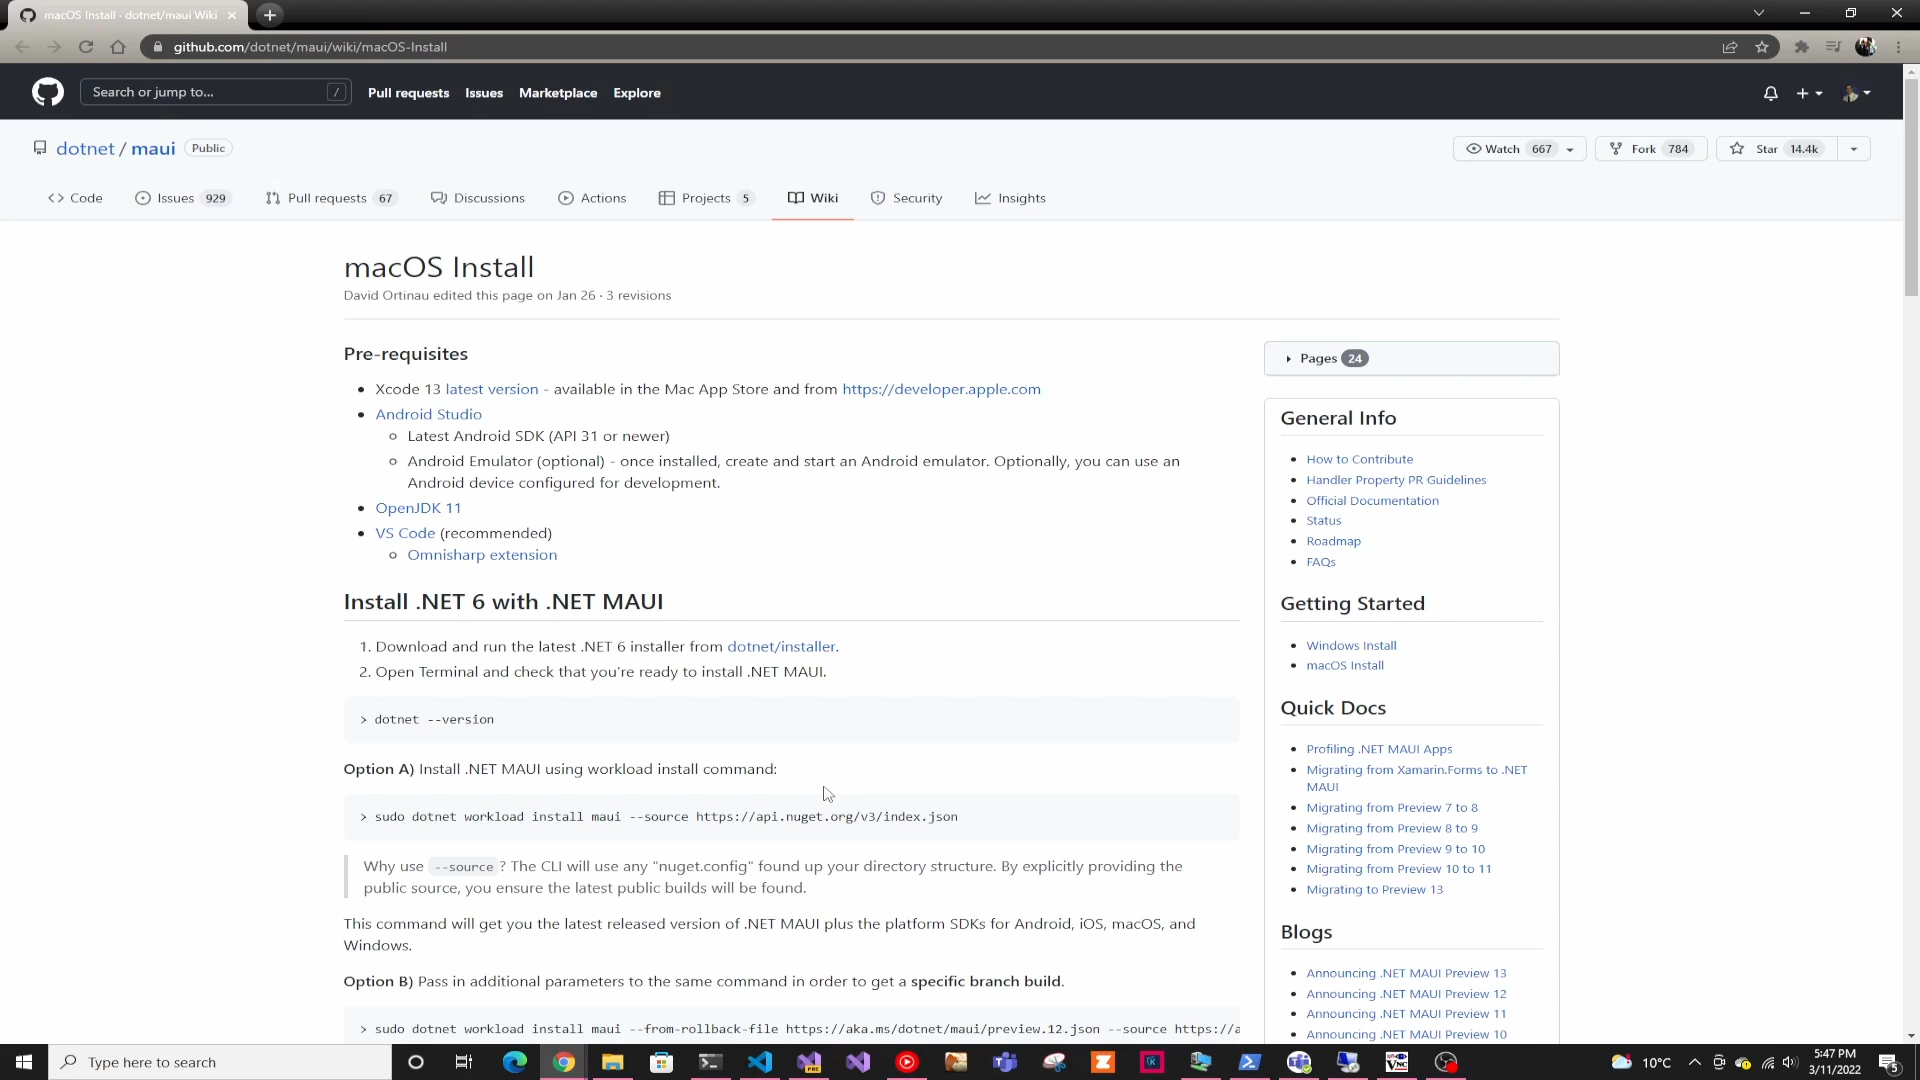 macOS Install · dotnet/maui Wiki
github.com/dotnet/maui/wiki/macOS-Install
Search or jump to... /
Pull requests Issues Marketplace Explore
dotnet / maui Public
Watch 667 Fork 784 Star 14.4k
Code Issues 929 Pull requests 67 Discussions Actions Projects 5 Wiki Security Insights
macOS Install
David Ortinau edited this page on Jan 26 · 3 revisions
Pre-requisites
Xcode 13 latest version - available in the Mac App Store and from https://developer.apple.com
Android Studio
Latest Android SDK (API 31 or newer)
Android Emulator (optional) - once installed, create and start an Android emulator. Optionally, you can use an
Android device configured for development.
OpenJDK 11
VS Code (recommended)
Omnisharp extension
Install .NET 6 with .NET MAUI
1. Download and run the latest .NET 6 installer from dotnet/installer.
2. Open Terminal and check that you're ready to install .NET MAUI.
> dotnet --version
Option A) Install .NET MAUI using workload install command:
> sudo dotnet workload install maui --source https://api.nuget.org/v3/index.json
Why use --source ? The CLI will use any "nuget.config" found up your directory structure. By explicitly providing the
public source, you ensure the latest public builds will be found.
This command will get you the latest released version of .NET MAUI plus the platform SDKs for Android, iOS, macOS, and
Windows.
Option B) Pass in additional parameters to the same command in order to get a specific branch build.
> sudo dotnet workload install maui --from-rollback-file https://aka.ms/dotnet/maui/preview.12.json --source https://a
Pages 24
General Info
How to Contribute
Handler Property PR Guidelines
Official Documentation
Status
Roadmap
FAQs
Getting Started
Windows Install
macOS Install
Quick Docs
Profiling .NET MAUI Apps
Migrating from Xamarin.Forms to .NET
MAUI
Migrating from Preview 7 to 8
Migrating from Preview 8 to 9
Migrating from Preview 9 to 10
Migrating from Preview 10 to 11
Migrating to Preview 13
Blogs
Announcing .NET MAUI Preview 13
Announcing .NET MAUI Preview 12
Announcing .NET MAUI Preview 11
Announcing .NET MAUI Preview 10
Type here to search
PRE
10°C
5:47 PM
3/11/2022
5